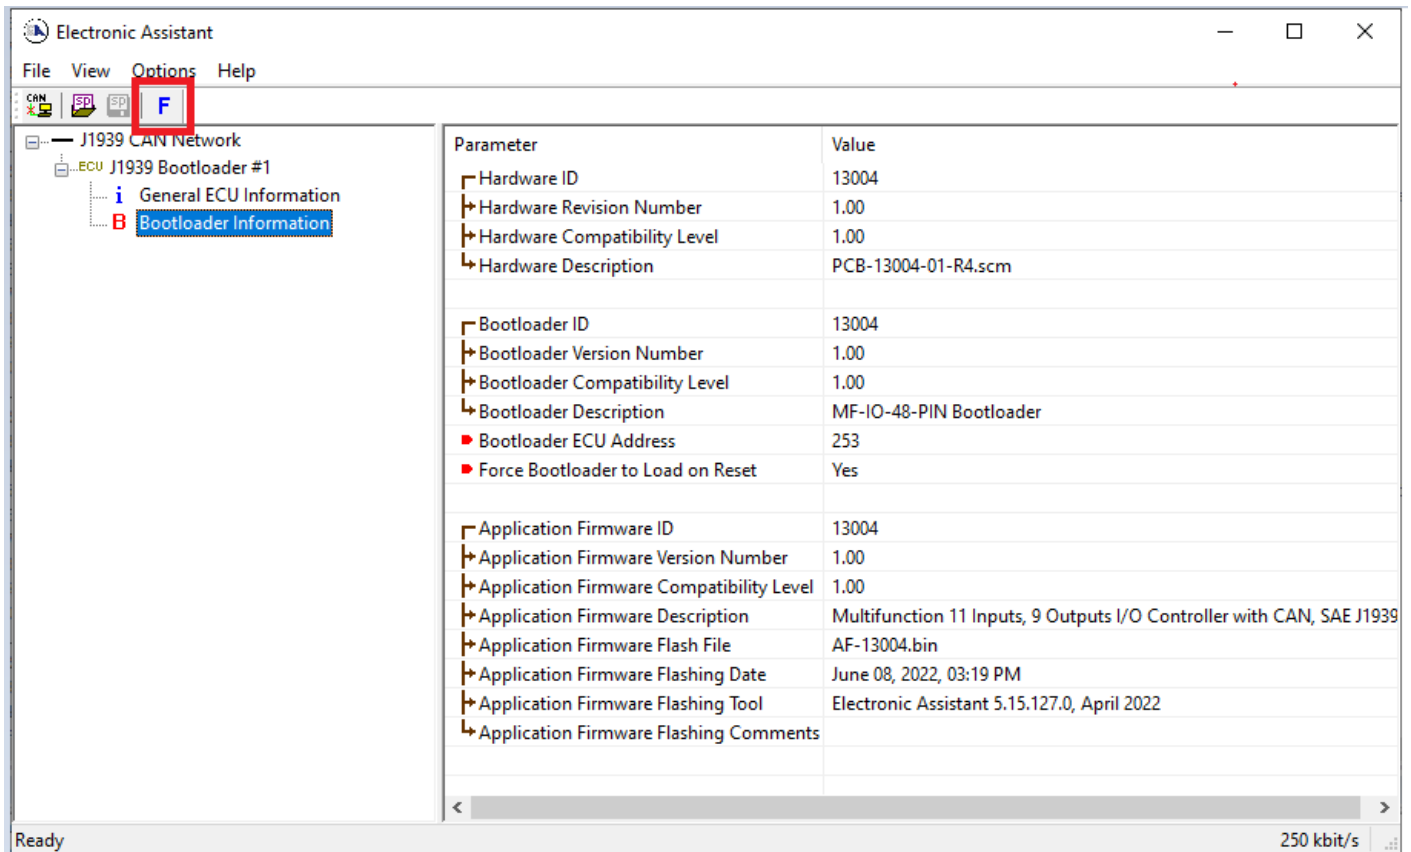 Electronic Assistant
File View Options Help
CAN SP SP F
J1939 CAN Network
ECU J1939 Bootloader #1
i General ECU Information
B Bootloader Information
Parameter Value
Hardware ID 13004
Hardware Revision Number 1.00
Hardware Compatibility Level 1.00
Hardware Description PCB-13004-01-R4.scm
Bootloader ID 13004
Bootloader Version Number 1.00
Bootloader Compatibility Level 1.00
Bootloader Description MF-IO-48-PIN Bootloader
Bootloader ECU Address 253
Force Bootloader to Load on Reset Yes
Application Firmware ID 13004
Application Firmware Version Number 1.00
Application Firmware Compatibility Level 1.00
Application Firmware Description Multifunction 11 Inputs, 9 Outputs I/O Controller with CAN, SAE J1939
Application Firmware Flash File AF-13004.bin
Application Firmware Flashing Date June 08, 2022, 03:19 PM
Application Firmware Flashing Tool Electronic Assistant 5.15.127.0, April 2022
Application Firmware Flashing Comments
Ready 250 kbit/s